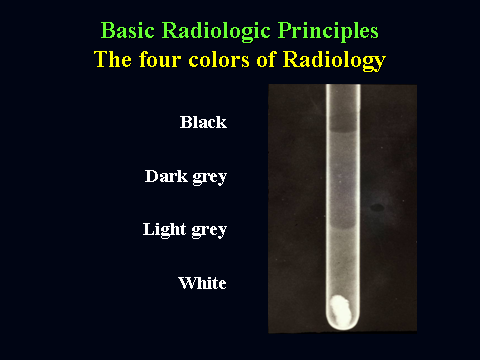 Basic Radiologic Principles
The four colors of Radiology
Black
Dark grey
Light grey
White